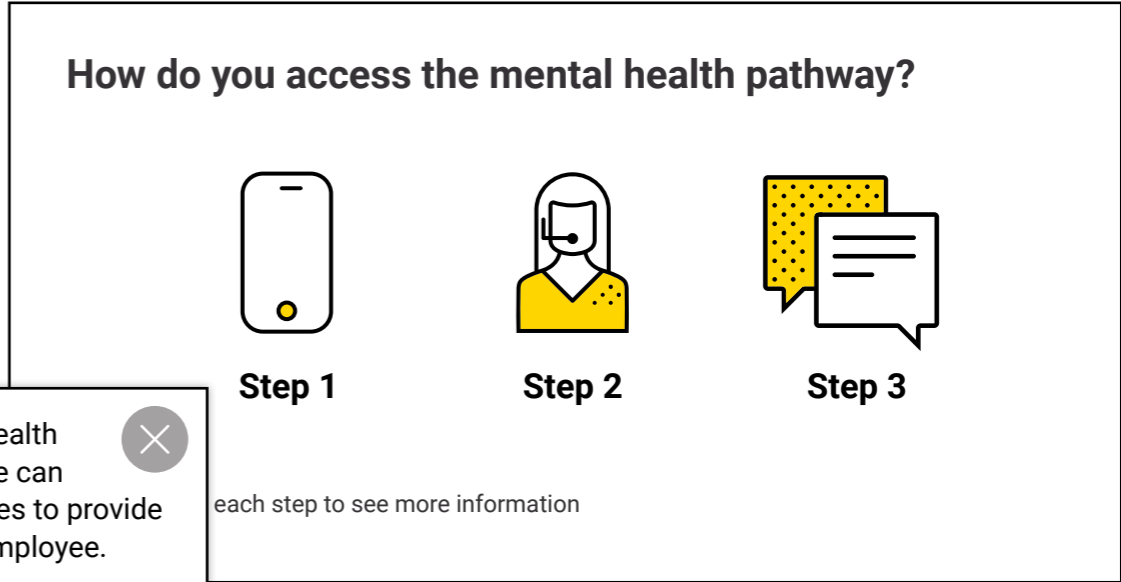 How do you access the mental health pathway?
Step 1 Step 2 Step 3
ealth
e can
es to provide
mployee.
each step to see more information